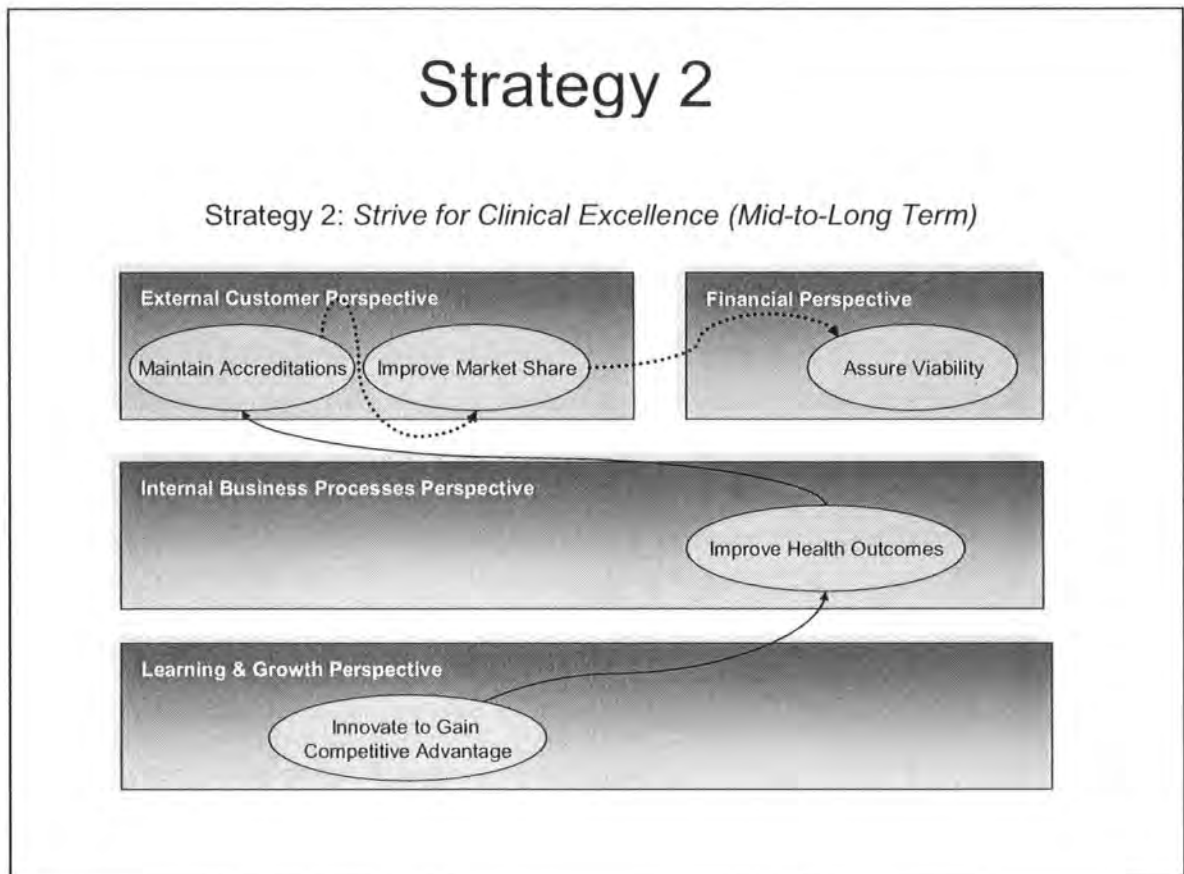 Strategy 2
Strategy 2: Strive for Clinical Excellence (Mid-to-Long Term)
External Customer Perspective
Maintain Accreditations
Improve Market Share
Financial Perspective
Assure Viability
Internal Business Processes Perspective
Improve Health Outcomes
Learning & Growth Perspective
Innovate to Gain
Competitive Advantage